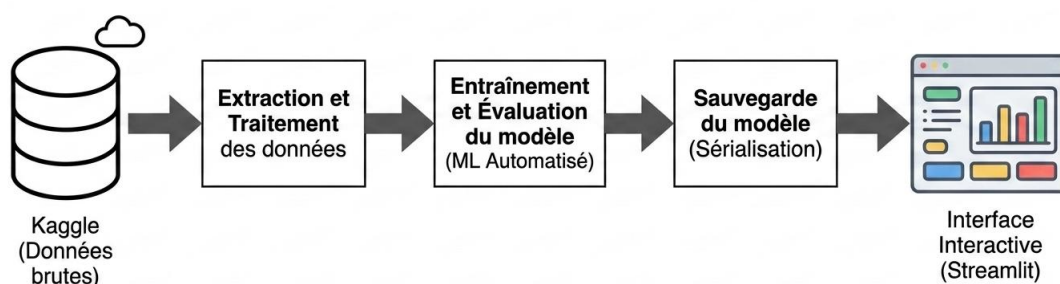 Kaggle
(Données
brutes)
Extraction et
Traitement
des données
Entraînement
et Évaluation
du modèle
(ML Automatisé)
Sauvegarde
du modèle
(Sérialisation)
Interface
Interactive
(Streamlit)